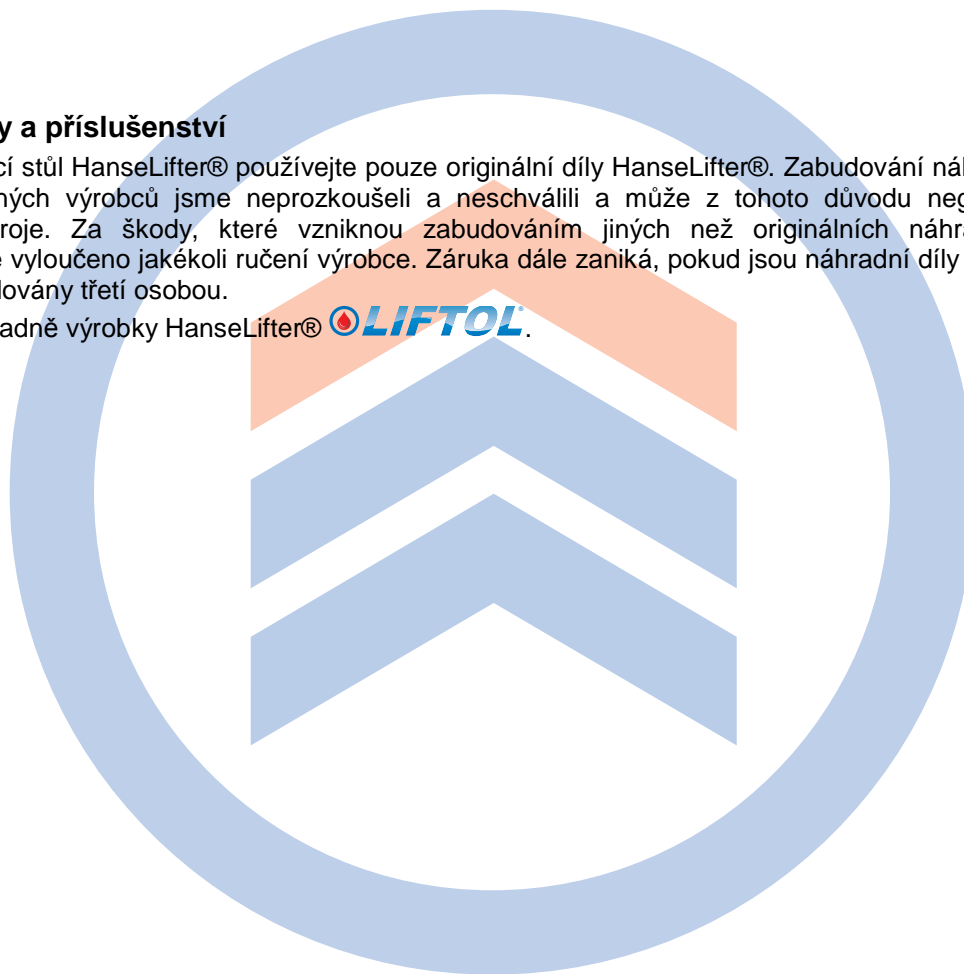 y a příslušenství
cí stůl HanseLifter® používejte pouze originální díly HanseLifter®. Zabudování náh
ných výrobců jsme neprozkoušeli a neschválili a může z tohoto důvodu neg
roje. Za škody, které vzniknou zabudováním jiných než originálních náhra
e vyloučeno jakékoli ručení výrobce. Záruka dále zaniká, pokud jsou náhradní díly
lovány třetí osobou.
adně výrobky HanseLifter® LIFTOL®.